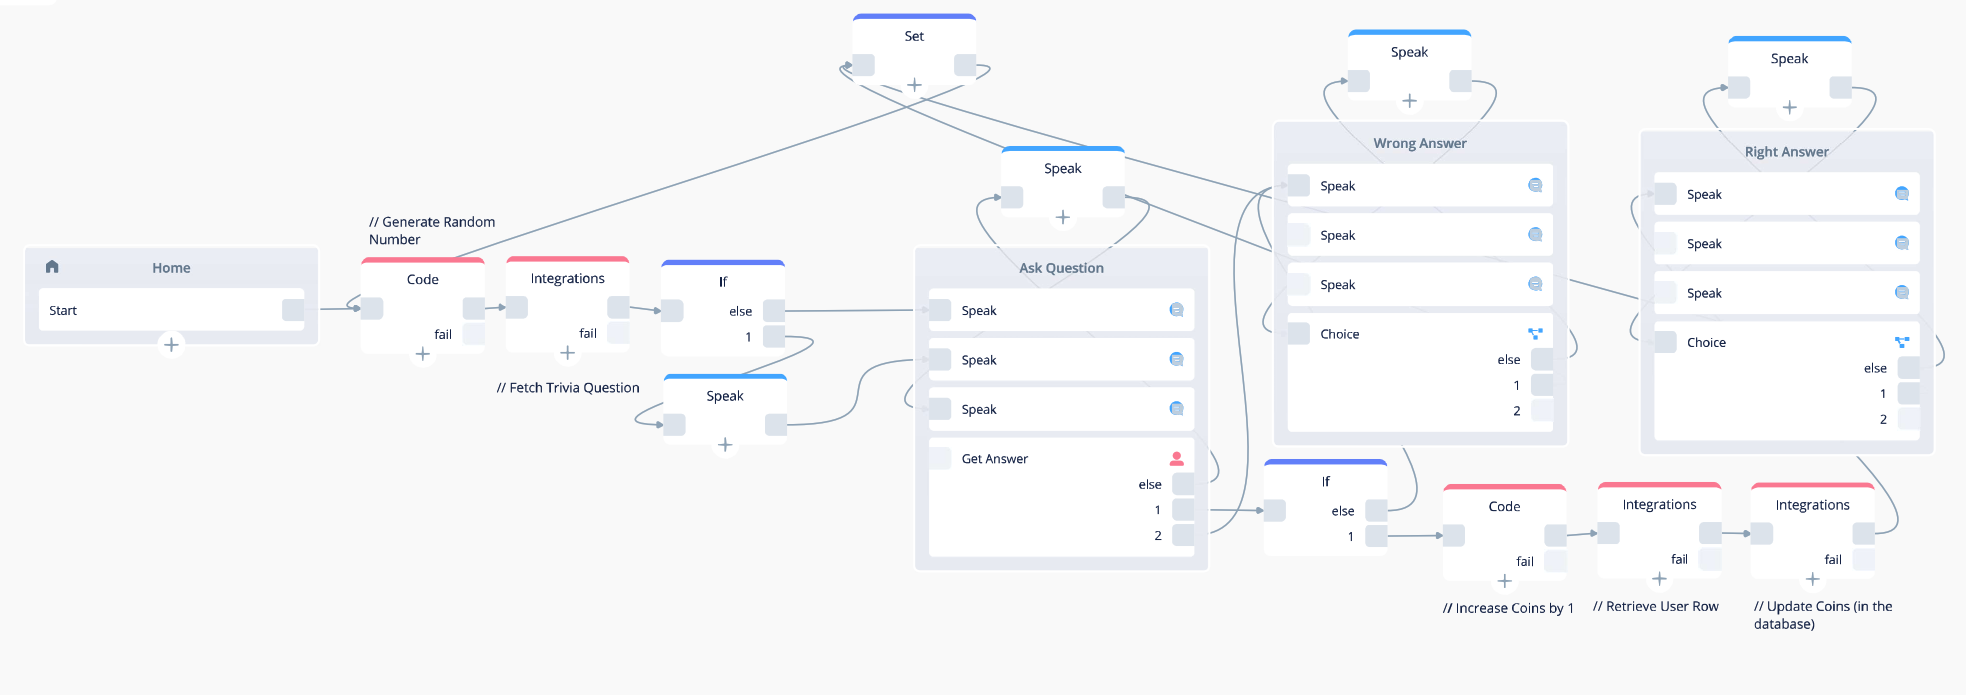 Set
Speak
Speak
Speak
Wrong Answer
Speak
Speak
Speak
Choice
else
1
2
Right Answer
Speak
Speak
Speak
Choice
else
1
2
// Generate Random
Number
Home
Start
Code
fail
Integrations
fail
// Fetch Trivia Question
If
else
1
Speak
Ask Question
Speak
Speak
Speak
Get Answer
else
1
2
If
else
1
Code
fail
// Increase Coins by 1
Integrations
fail
// Retrieve User Row
Integrations
fail
// Update Coins (in the
database)